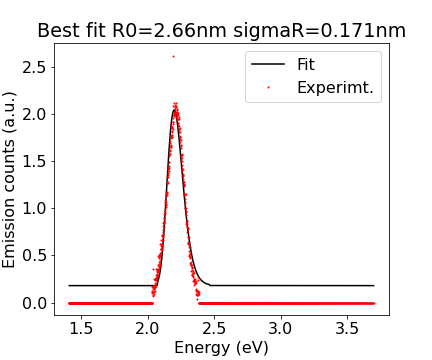 Best fit R0=2.66nm sigmaR=0.171nm
Fit
Experimt.
Emission counts (a.u.)
2.5
2.0
1.5
1.0
0.5
0.0
1.5 2.0 2.5 3.0 3.5
Energy (eV)